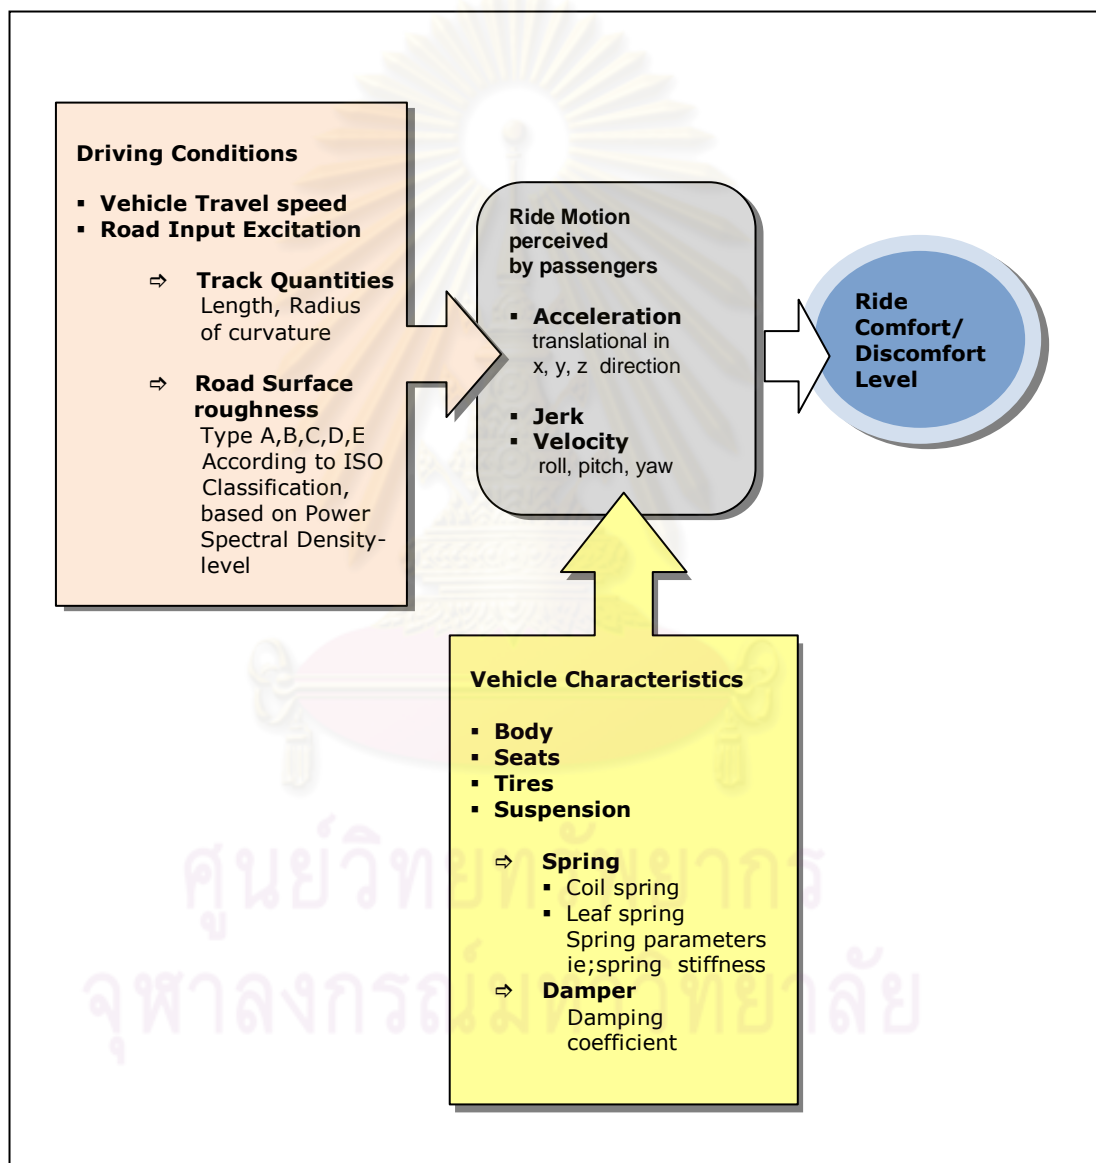 Driving Conditions
▪ Vehicle Travel speed
▪ Road Input Excitation
⇨ Track Quantities
Length, Radius
of curvature
⇨ Road Surface
roughness
Type A,B,C,D,E
According to ISO
Classification,
based on Power
Spectral Density-
level
Ride Motion
perceived
by passengers
▪ Acceleration
translational in
x, y, z direction
▪ Jerk
▪ Velocity
roll, pitch, yaw
Ride
Comfort/
Discomfort
Level
Vehicle Characteristics
▪ Body
▪ Seats
▪ Tires
▪ Suspension
⇨ Spring
▪ Coil spring
▪ Leaf spring
Spring parameters
ie;spring stiffness
⇨ Damper
Damping
coefficient
ศูนย์วิทยทรัพยากร
จุฬาลงกรณ์มหาวิทยาลัย